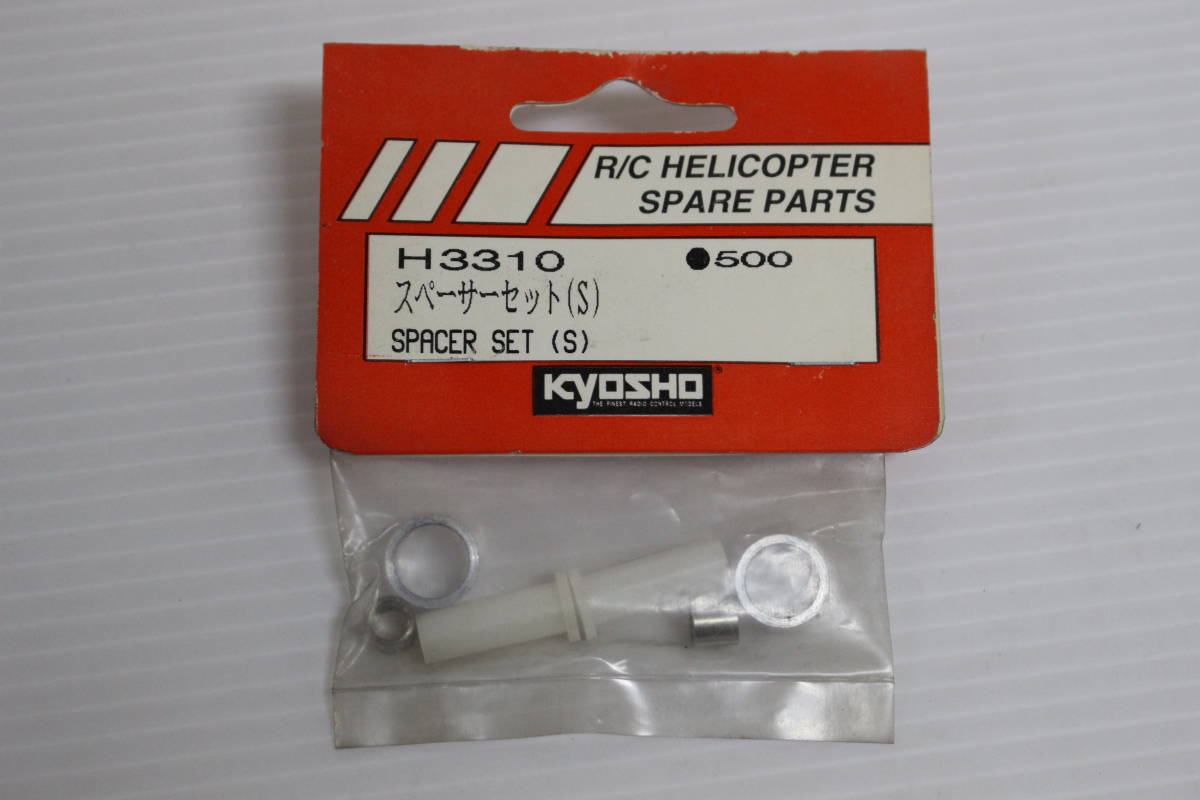 R/C HELICOPTER
SPARE PARTS
H3310 ●500
スペーサーセット(S)
SPACER SET (S)
KYOSHO®
THE FINEST RADIO CONTROL MODELS